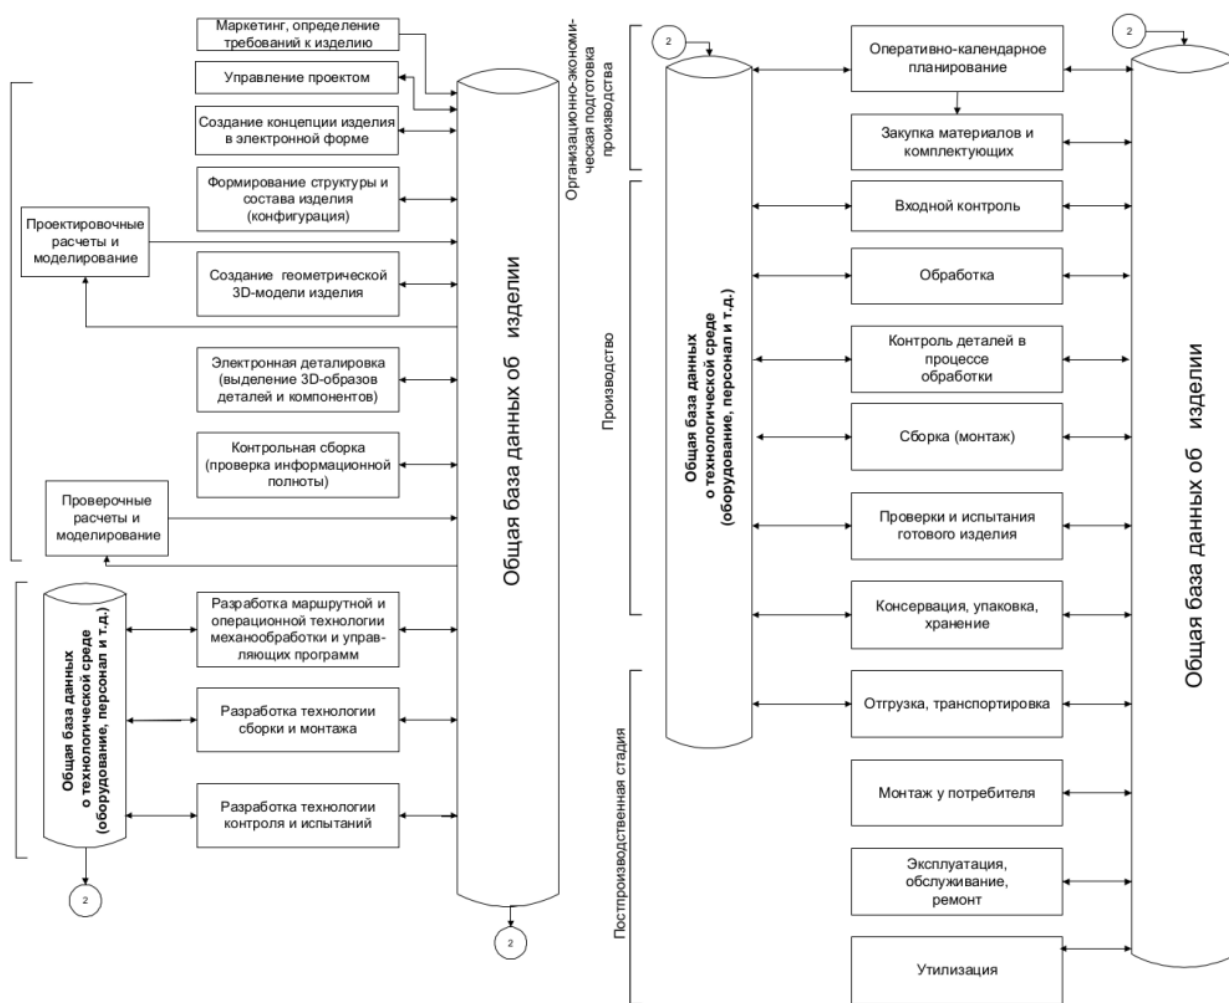 Маркетинг, определение
требований к изделию
Управление проектом
Создание концепции изделия
в электронной форме
Формирование структуры и
состава изделия
(конфигурация)
Проектировочные
расчеты и
моделирование
Создание геометрической
3D-модели изделия
Электронная деталировка
(выделение 3D-образов
деталей и компонентов)
Контрольная сборка
(проверка информационной
полноты)
Проверочные
расчеты и
моделирование
Общая база данных об изделии
Общая база данных
о технологической среде
(оборудование, персонал и т.д.)
Разработка маршрутной и
операционной технологии
механообработки и управ-
ляющих программ
Разработка технологии
сборки и монтажа
Разработка технологии
контроля и испытаний
2
2
Организационно-экономи-
ческая подготовка
производства
Производство
Постпроизводственная стадия
2
Общая база данных
о технологической среде
(оборудование, персонал и т.д.)
Оперативно-календарное
планирование
Закупка материалов и
комплектующих
Входной контроль
Обработка
Контроль деталей в
процессе
обработки
Сборка (монтаж)
Проверки и испытания
готового изделия
Консервация, упаковка,
хранение
Отгрузка, транспортировка
Монтаж у потребителя
Эксплуатация,
обслуживание,
ремонт
Утилизация
2
Общая база данных об изделии